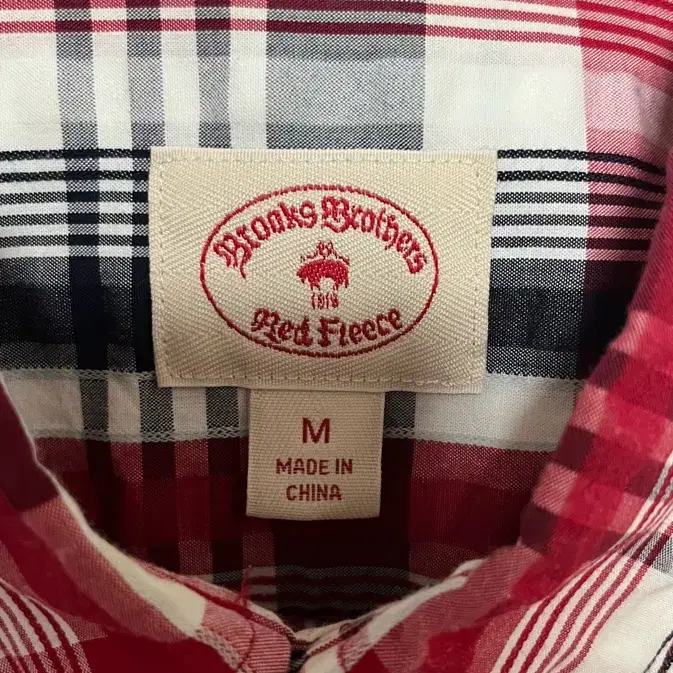 Brooks Brothers
1818
Red Fleece
M
MADE IN
CHINA